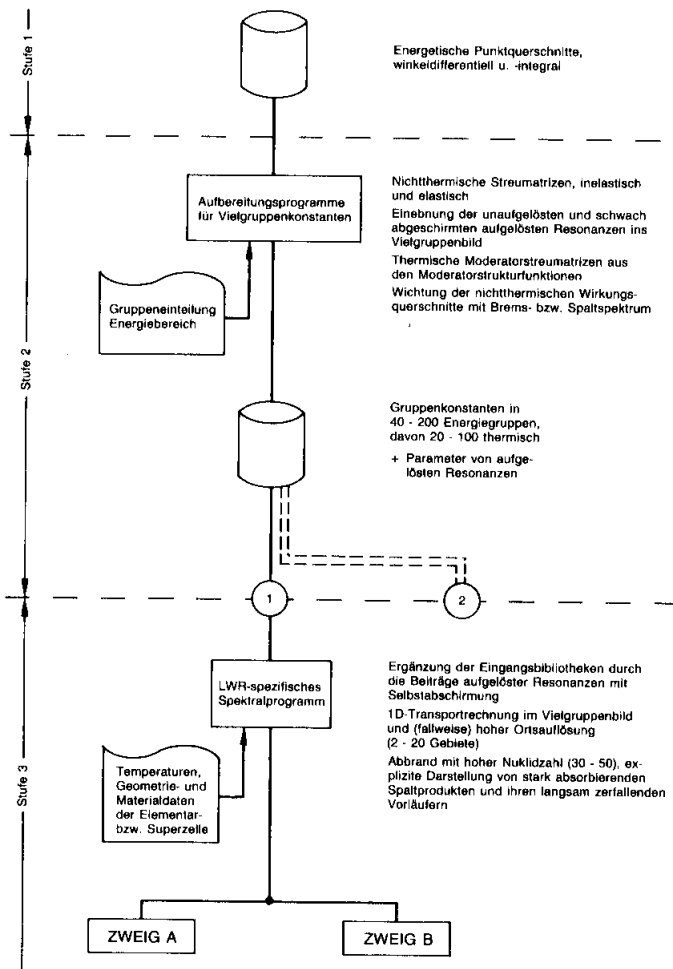 Stufe 1
Energetische Punktquerschnitte,
winkeldifferentiell u. -integral
Stufe 2
Aufbereitungsprogramme
für Vielgruppenkonstanten
Nichtthermische Streumatrizen, inelastisch
und elastisch
Einebnung der unaufgelösten und schwach
abgeschirmten aufgelösten Resonanzen ins
Vielgruppenbild
Thermische Moderatorstreumatrizen aus
den Moderatorstrukturfunktionen
Wichtung der nichtthermischen Wirkungs-
querschnitte mit Brems- bzw. Spaltspektrum
Gruppeneinteilung
Energiebereich
Gruppenkonstanten in
40 - 200 Energiegruppen,
davon 20 - 100 thermisch
+ Parameter von aufge-
lösten Resonanzen
1
2
Stufe 3
LWR-spezifisches
Spektralprogramm
Ergänzung der Eingangsbibliotheken durch
die Beiträge aufgelöster Resonanzen mit
Selbstabschirmung
1D-Transportrechnung im Vielgruppenbild
und (fallweise) hoher Ortsauflösung
(2 - 20 Gebiete)
Abbrand mit hoher Nuklidzahl (30 - 50), ex-
plizite Darstellung von stark absorbierenden
Spaltprodukten und ihren langsam zerfallenden
Vorläufern
Temperaturen,
Geometrie- und
Materialdaten
der Elementar-
bzw. Superzelle
ZWEIG A
ZWEIG B